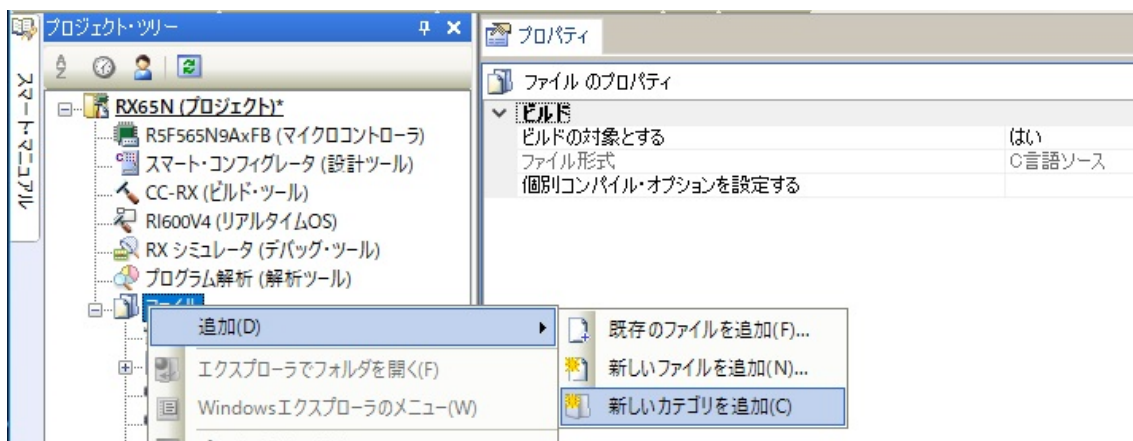 プロジェクト・ツリー
スマート・マニュアル
RX65N (プロジェクト)*
R5F565N9AxFB (マイクロコントローラ)
スマート・コンフィグレータ (設計ツール)
CC-RX (ビルド・ツール)
RI600V4 (リアルタイムOS)
RX シミュレータ (デバッグ・ツール)
プログラム解析 (解析ツール)
ファイル
追加(D)
エクスプローラでフォルダを開く(F)
Windowsエクスプローラのメニュー(W)
既存のファイルを追加(F)...
新しいファイルを追加(N)...
新しいカテゴリを追加(C)
プロパティ
ファイル のプロパティ
ビルド
ビルドの対象とする はい
ファイル形式 C言語ソース
個別コンパイル・オプションを設定する